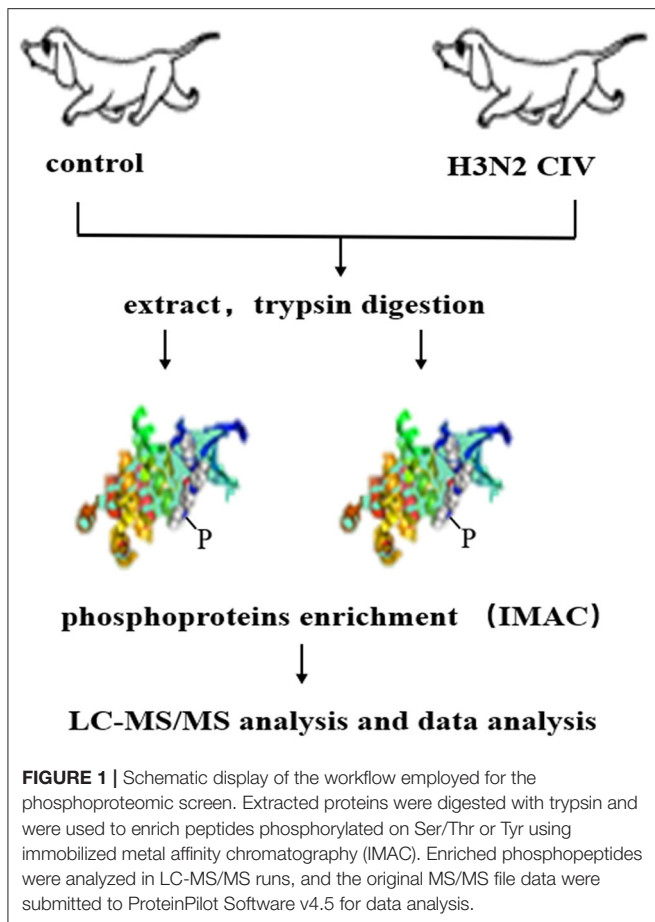 control
H3N2 CIV
extract, trypsin digestion
P
P
phosphoproteins enrichment (IMAC)
LC-MS/MS analysis and data analysis
FIGURE 1 | Schematic display of the workflow employed for the
phosphoproteomic screen. Extracted proteins were digested with trypsin and
were used to enrich peptides phosphorylated on Ser/Thr or Tyr using
immobilized metal affinity chromatography (IMAC). Enriched phosphopeptides
were analyzed in LC-MS/MS runs, and the original MS/MS file data were
submitted to ProteinPilot Software v4.5 for data analysis.